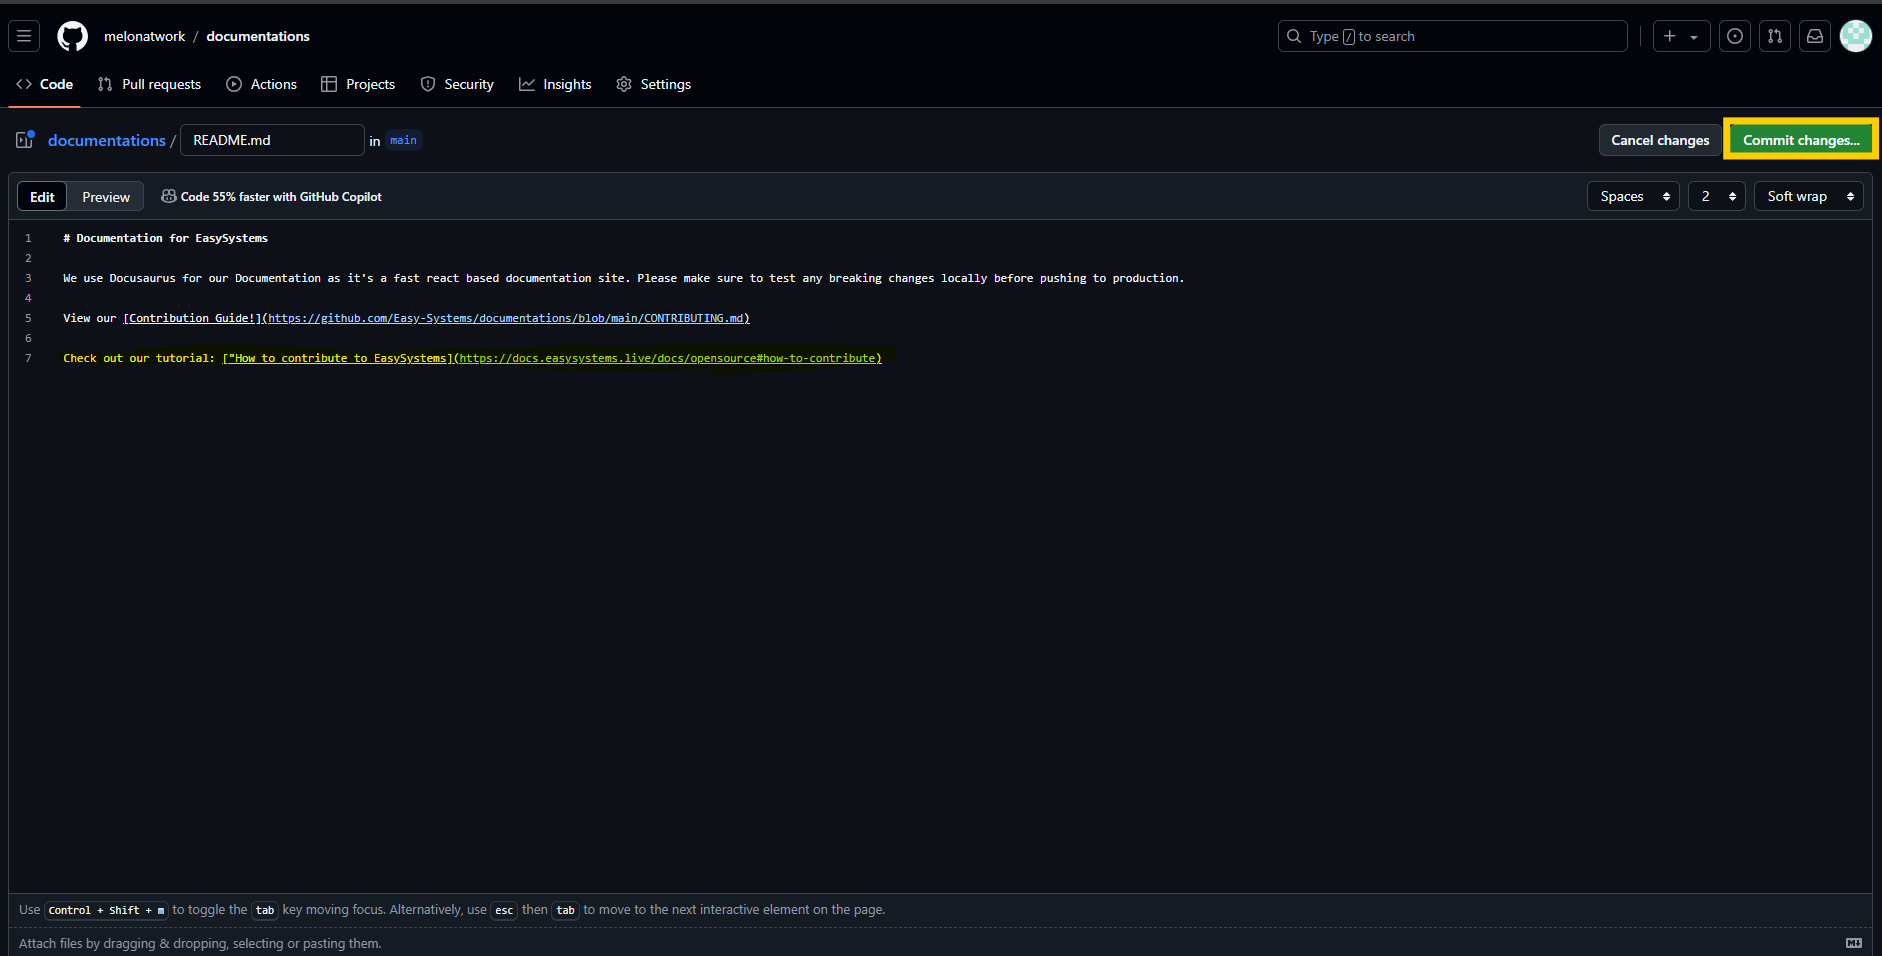 melonatwork / documentations
Type / to search
Code Pull requests Actions Projects Security Insights Settings
documentations / README.md in main
Cancel changes Commit changes...
Edit Preview Code 55% faster with GitHub Copilot
Spaces 2 Soft wrap
1 # Documentation for EasySystems
2
3 We use Docusaurus for our Documentation as it's a fast react based documentation site. Please make sure to test any breaking changes locally before pushing to production.
4
5 View our [Contribution Guide!](https://github.com/Easy-Systems/documentations/blob/main/CONTRIBUTING.md)
6
7 Check out our tutorial: ["How to contribute to EasySystems](https://docs.easysystems.live/docs/opensource#how-to-contribute)
Use Control + Shift + m to toggle the tab key moving focus. Alternatively, use esc then tab to move to the next interactive element on the page.
Attach files by dragging & dropping, selecting or pasting them.